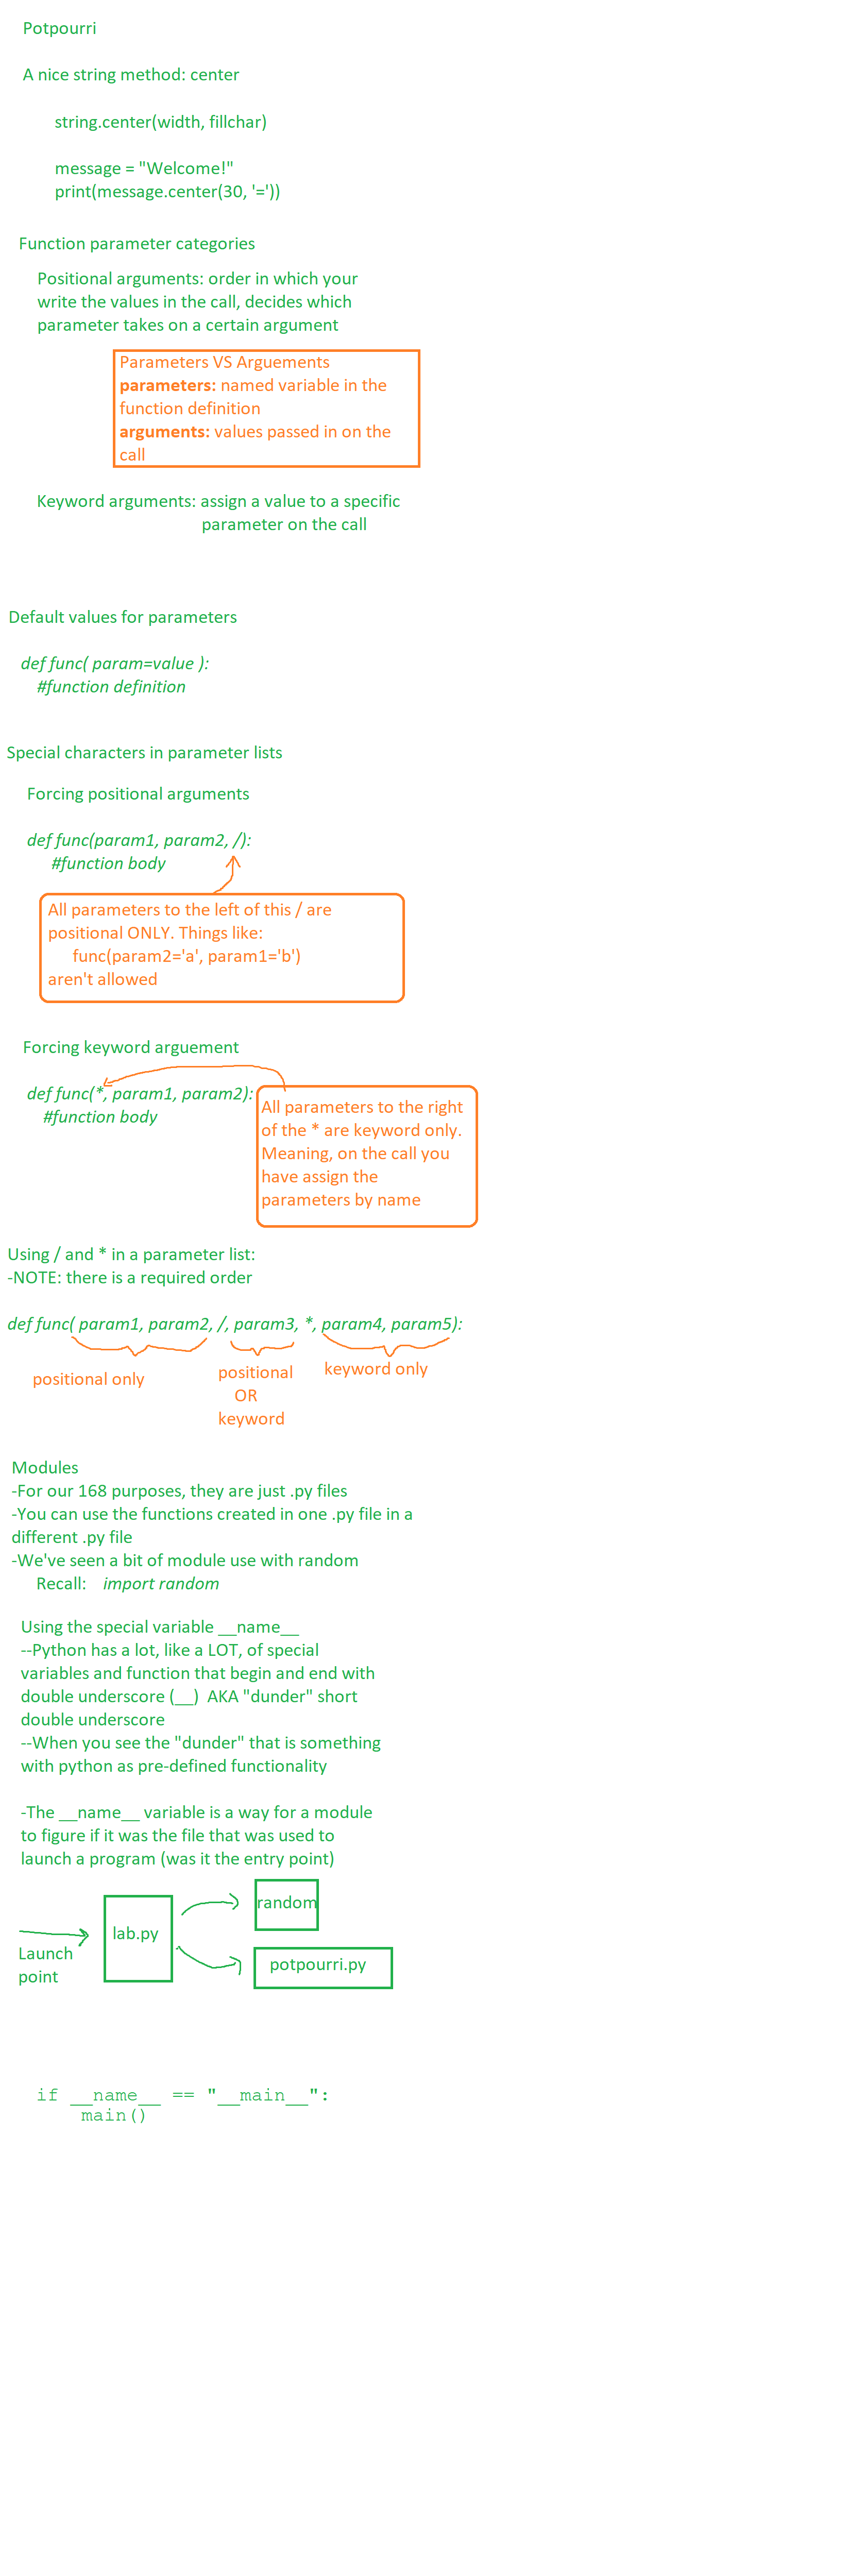 Potpourri
A nice string method: center
string.center(width, fillchar)
message = "Welcome!"
print(message.center(30, '='))
Function parameter categories
Positional arguments: order in which your
write the values in the call, decides which
parameter takes on a certain argument
Parameters VS Arguements
parameters: named variable in the
function definition
arguments: values passed in on the
call
Keyword arguments: assign a value to a specific
parameter on the call
Default values for parameters
def func( param=value ):
#function definition
Special characters in parameter lists
Forcing positional arguments
def func(param1, param2, /):
#function body
All parameters to the left of this / are
positional ONLY. Things like:
func(param2='a', param1='b')
aren't allowed
Forcing keyword arguement
def func(*, param1, param2):
#function body
All parameters to the right
of the * are keyword only.
Meaning, on the call you
have assign the
parameters by name
Using / and * in a parameter list:
-NOTE: there is a required order
def func( param1, param2, /, param3, *, param4, param5):
positional only
positional
OR
keyword
keyword only
Modules
-For our 168 purposes, they are just .py files
-You can use the functions created in one .py file in a
different .py file
-We've seen a bit of module use with random
Recall: import random
Using the special variable __name__
--Python has a lot, like a LOT, of special
variables and function that begin and end with
double underscore (__) AKA "dunder" short
double underscore
--When you see the "dunder" that is something
with python as pre-defined functionality
-The __name__ variable is a way for a module
to figure if it was the file that was used to
launch a program (was it the entry point)
Launch
point
lab.py
random
potpourri.py
if __name__ == "__main__":
main()